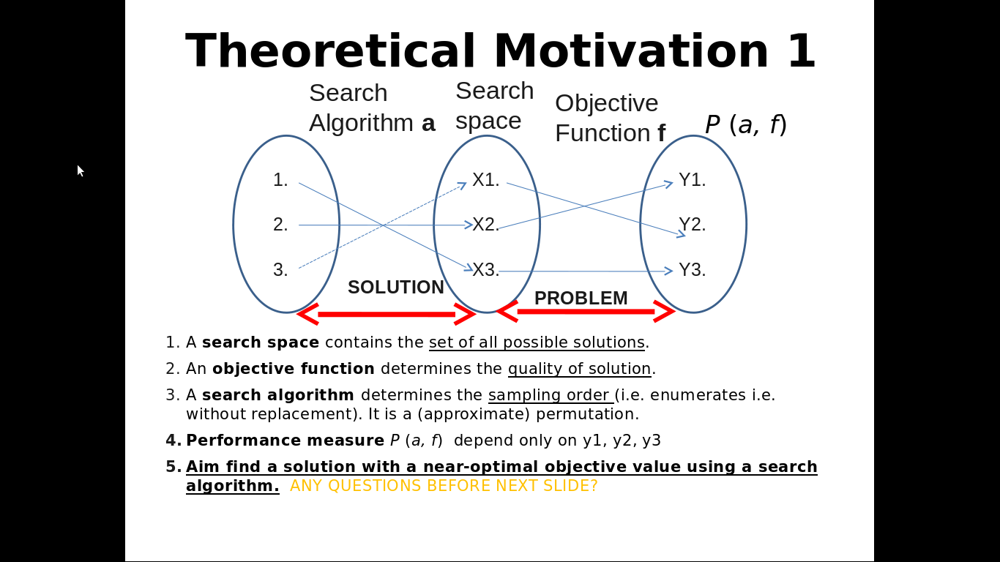 Theoretical Motivation 1
Search
Algorithm a
Search
space
Objective
Function f
P (a, f)
1.
2.
3.
X1.
X2.
X3.
Y1.
Y2.
Y3.
SOLUTION
PROBLEM
1. A search space contains the set of all possible solutions.
2. An objective function determines the quality of solution.
3. A search algorithm determines the sampling order (i.e. enumerates i.e.
without replacement). It is a (approximate) permutation.
4. Performance measure P (a, f) depend only on y1, y2, y3
5. Aim find a solution with a near-optimal objective value using a search
algorithm. ANY QUESTIONS BEFORE NEXT SLIDE?